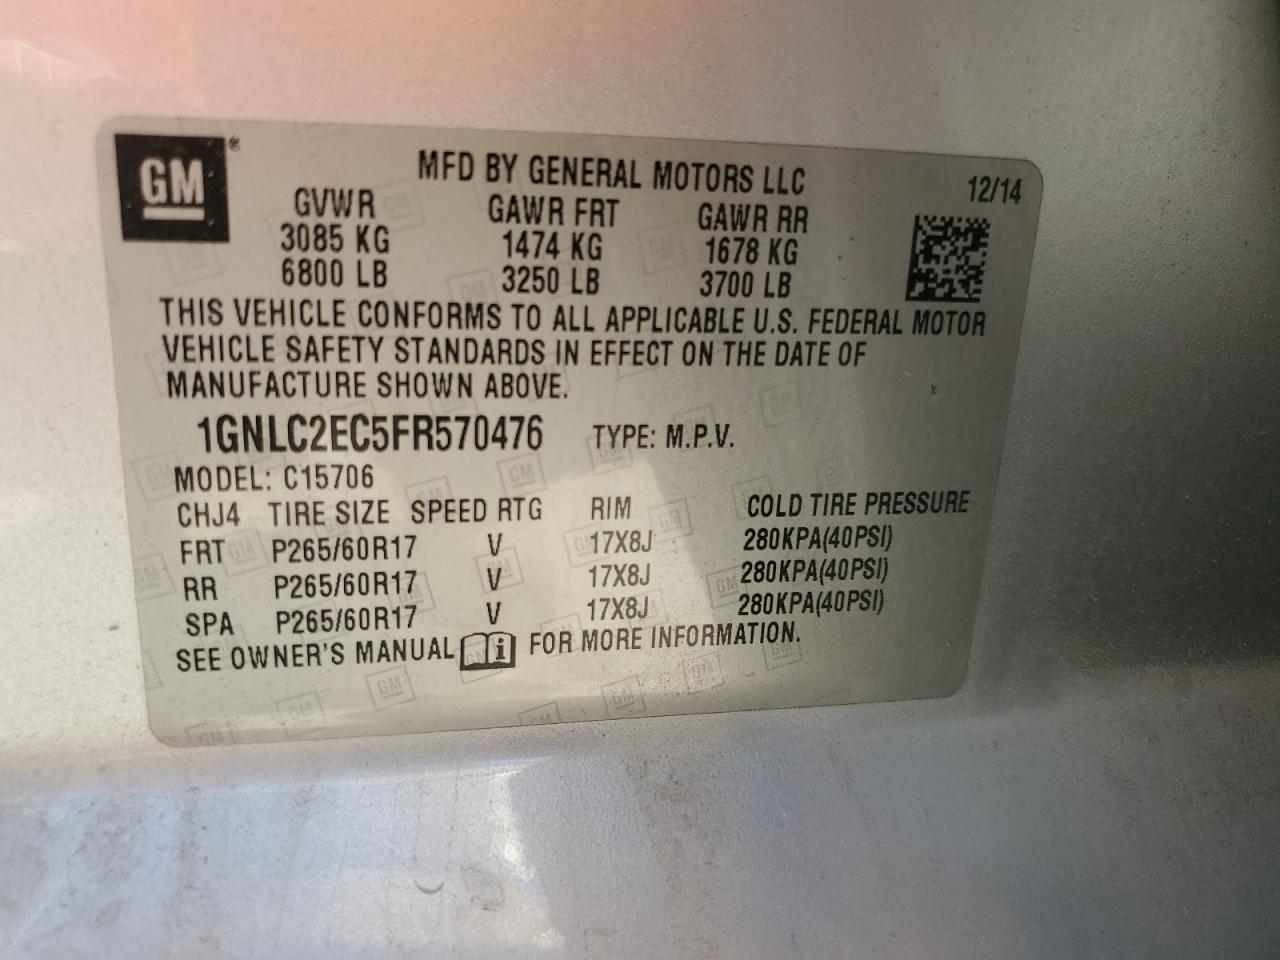 GM®
MFD BY GENERAL MOTORS LLC
12/14
GVWR GAWR FRT GAWR RR
3085 KG 1474 KG 1678 KG
6800 LB 3250 LB 3700 LB
THIS VEHICLE CONFORMS TO ALL APPLICABLE U.S. FEDERAL MOTOR
VEHICLE SAFETY STANDARDS IN EFFECT ON THE DATE OF
MANUFACTURE SHOWN ABOVE.
1GNLC2EC5FR570476 TYPE: M.P.V.
MODEL: C15706
CHJ4 TIRE SIZE SPEED RTG RIM COLD TIRE PRESSURE
FRT P265/60R17 V 17X8J 280KPA(40PSI)
RR P265/60R17 V 17X8J 280KPA(40PSI)
SPA P265/60R17 V 17X8J 280KPA(40PSI)
SEE OWNER'S MANUAL i FOR MORE INFORMATION.